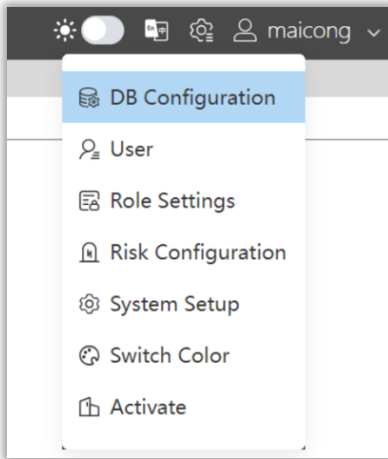 maicong
DB Configuration
User
Role Settings
Risk Configuration
System Setup
Switch Color
Activate